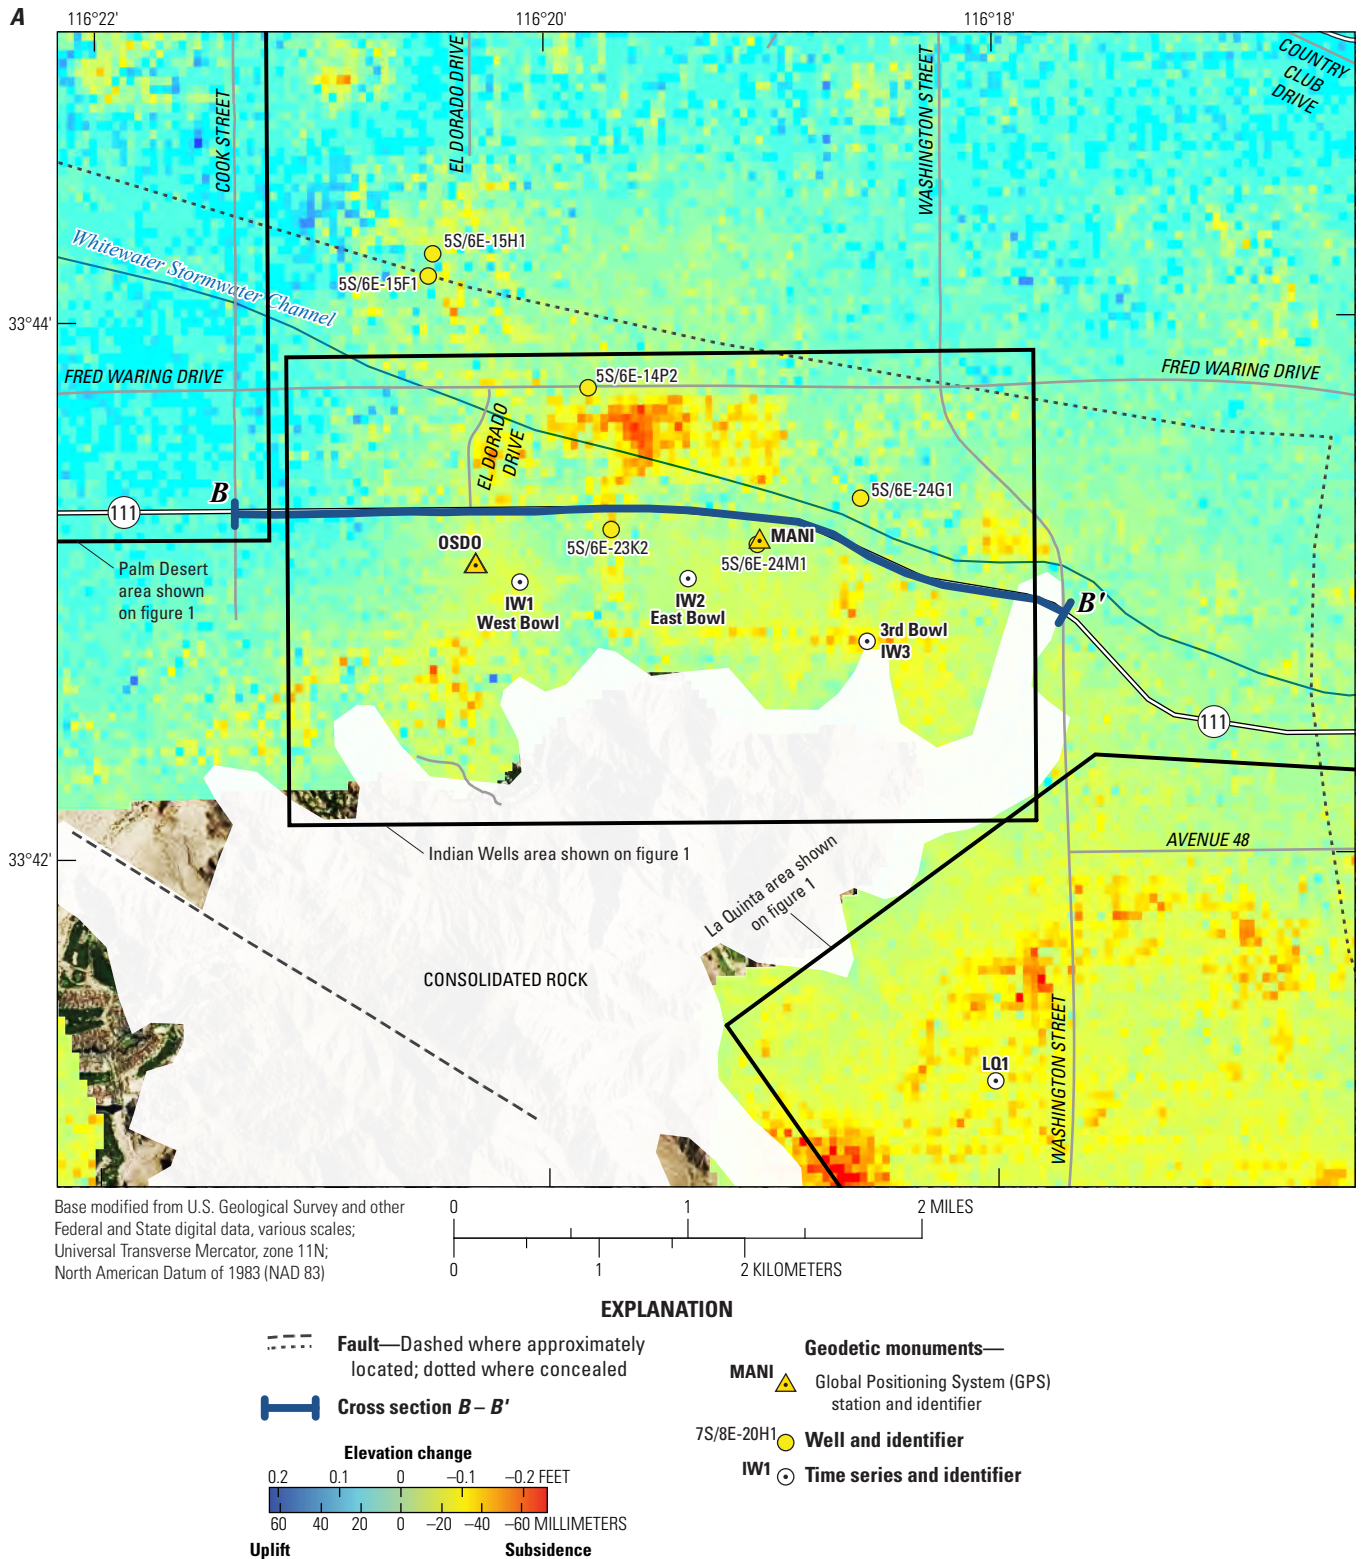 A
116°22'
116°20'
116°18'
COOK STREET
EL DORADO DRIVE
WASHINGTON STREET
COUNTRY
CLUB
DRIVE
5S/6E-15H1
5S/6E-15F1
Whitewater Stormwater Channel
33°44'
FRED WARING DRIVE
5S/6E-14P2
FRED WARING DRIVE
EL DORADO
DRIVE
B
111
5S/6E-24G1
OSDO
5S/6E-23K2
MANI
5S/6E-24M1
Palm Desert
area shown
on figure 1
IW1
West Bowl
IW2
East Bowl
B'
3rd Bowl
IW3
111
AVENUE 48
33°42'
Indian Wells area shown on figure 1
La Quinta area shown
on figure 1
CONSOLIDATED ROCK
WASHINGTON STREET
LQ1
Base modified from U.S. Geological Survey and other
Federal and State digital data, various scales;
Universal Transverse Mercator, zone 11N;
North American Datum of 1983 (NAD 83)
0 1 2 MILES
0 1 2 KILOMETERS
EXPLANATION
Fault—Dashed where approximately
located; dotted where concealed
Cross section B – B'
Elevation change
0.2 0.1 0 –0.1 –0.2 FEET
60 40 20 0 –20 –40 –60 MILLIMETERS
Uplift Subsidence
Geodetic monuments—
MANI Global Positioning System (GPS)
station and identifier
7S/8E-20H1 Well and identifier
IW1 Time series and identifier